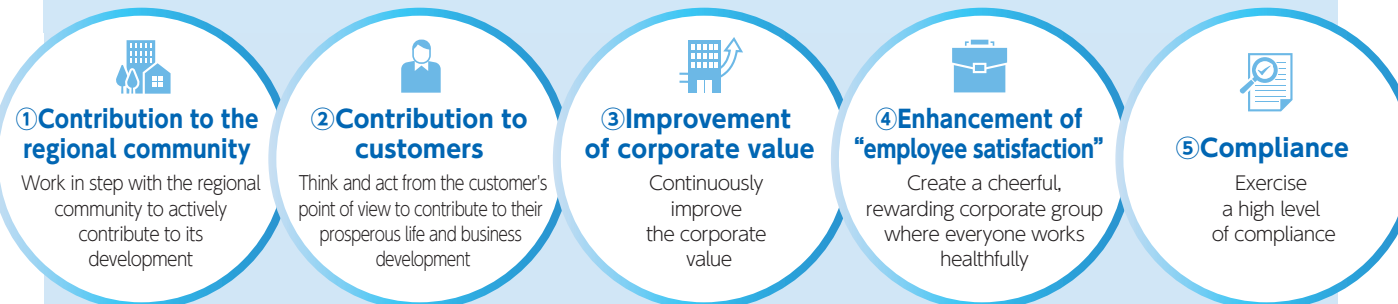 ①Contribution to the
regional community
Work in step with the regional
community to actively
contribute to its
development
②Contribution to
customers
Think and act from the customer's
point of view to contribute to their
prosperous life and business
development
③Improvement
of corporate value
Continuously
improve
the corporate
value
④Enhancement of
“employee satisfaction”
Create a cheerful,
rewarding corporate group
where everyone works
healthfully
⑤Compliance
Exercise
a high level
of compliance